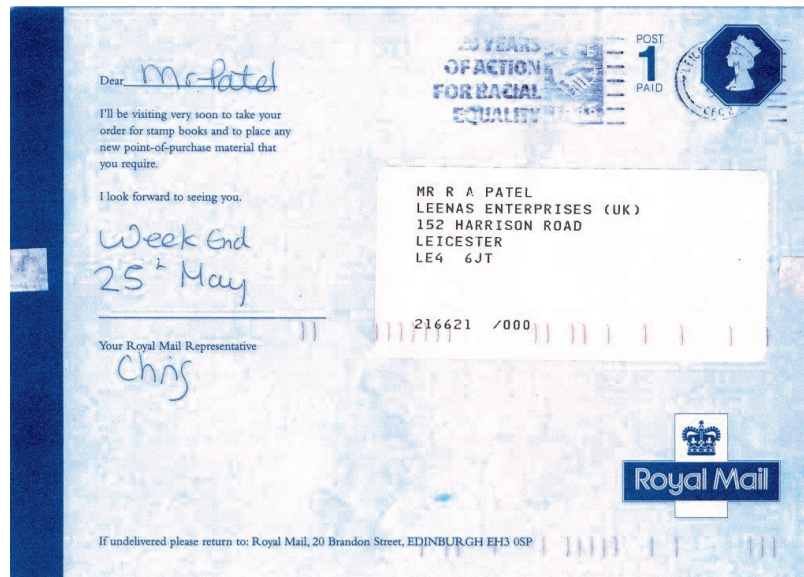 Dear Mr Patel
I'll be visiting very soon to take your
order for stamp books and to place any
new point-of-purchase material that
you require.
I look forward to seeing you.
Week End
25th May
Your Royal Mail Representative
Chris
20 YEARS
OF ACTION
FOR RACIAL
EQUALITY
POST
1
PAID
MR R A PATEL
LEENAS ENTERPRISES (UK)
152 HARRISON ROAD
LEICESTER
LE4 6JT
216621 /000
Royal Mail
If undelivered please return to: Royal Mail, 20 Brandon Street, EDINBURGH EH3 0SP